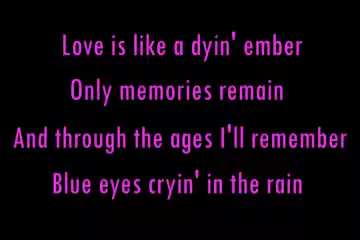 Love is like a dyin' ember
Only memories remain
And through the ages I'll remember
Blue eyes cryin' in the rain